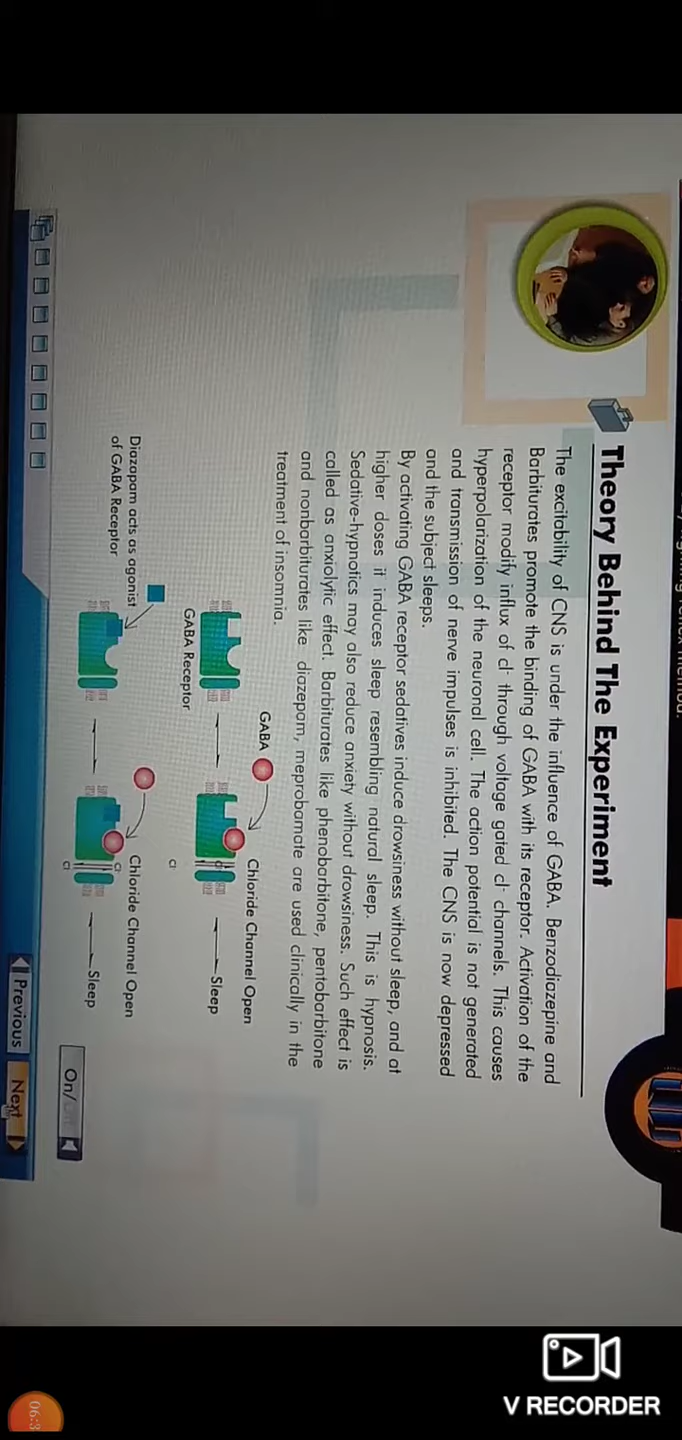 Theory Behind The Experiment
The excitability of CNS is under the influence of GABA. Benzodiazepine and
Barbiturates promote the binding of GABA with its receptor. Activation of the
receptor modify influx of cl- through voltage gated cl- channels. This causes
hyperpolarization of the neuronal cell. The action potential is not generated
and transmission of nerve impulses is inhibited. The CNS is now depressed
and the subject sleeps.
By activating GABA receptor sedatives induce drowsiness without sleep, and at
higher doses it induces sleep resembling natural sleep. This is hypnosis.
Sedative-hypnotics may also reduce anxiety without drowsiness. Such effect is
called as anxiolytic effect. Barbiturates like phenobarbitone, pentobarbitone
and nonbarbiturates like diazepam, meprobamate are used clinically in the
treatment of insomnia.
GABA
Chloride Channel Open
Cl
Sleep
GABA Receptor
Cl
Diazapam acts as agonist
of GABA Receptor
Chloride Channel Open
Cl
Sleep
Cl
On/
Previous
Next
V RECORDER
06:3